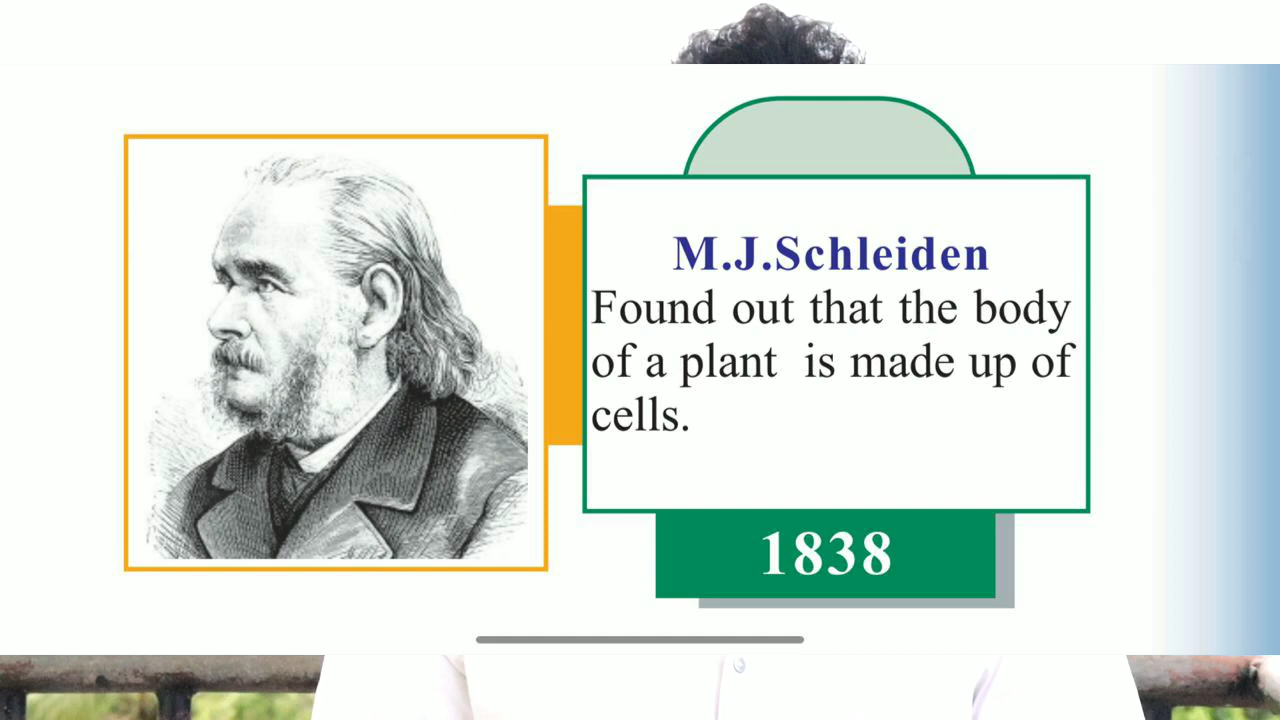 M.J.Schleiden
Found out that the body
of a plant is made up of
cells.
1838